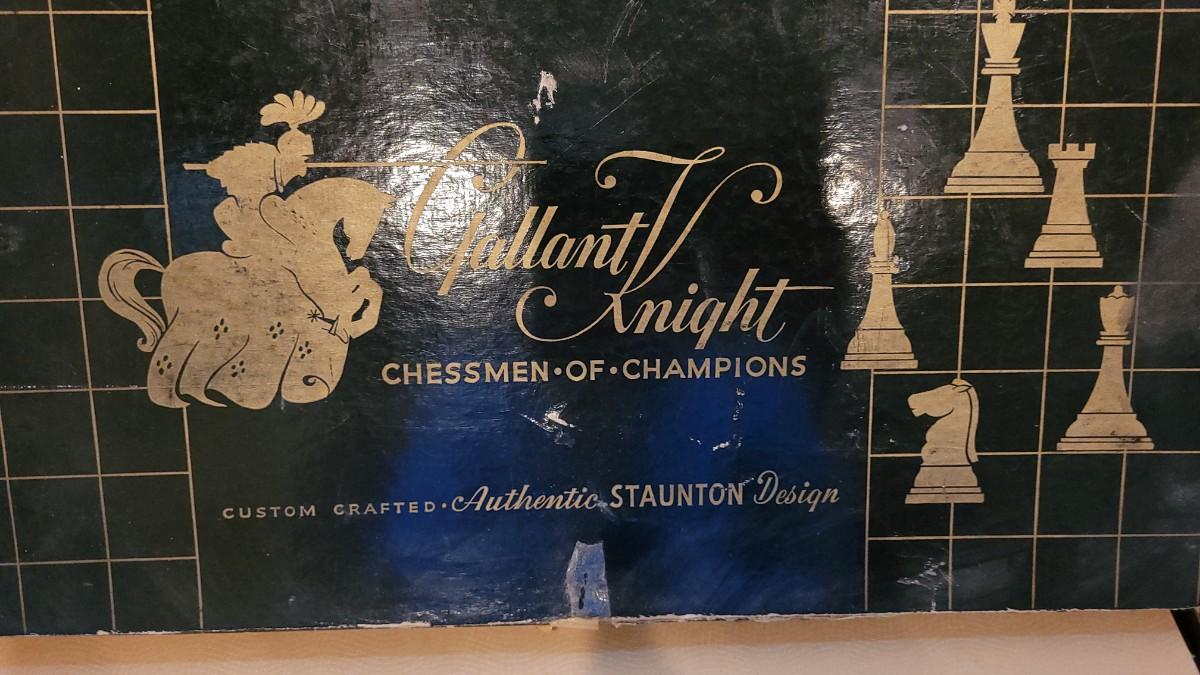 Gallant
Knight
CHESSMEN·OF·CHAMPIONS
CUSTOM CRAFTED·Authentic·STAUNTON Design